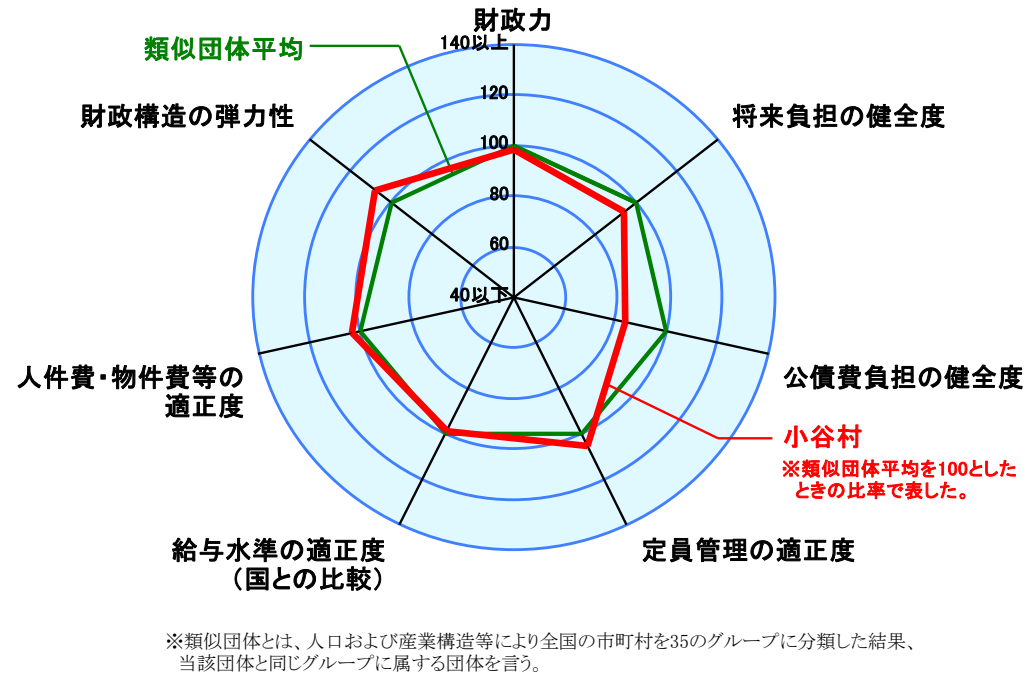 財政力
140以上
類似団体平均
120
財政構造の弾力性
将来負担の健全度
100
80
60
40以下
人件費・物件費等の
適正度
公債費負担の健全度
小谷村
※類似団体平均を100とした
ときの比率で表した。
給与水準の適正度
（国との比較）
定員管理の適正度
※類似団体とは、人口および産業構造等により全国の市町村を35のグループに分類した結果、
当該団体と同じグループに属する団体を言う。